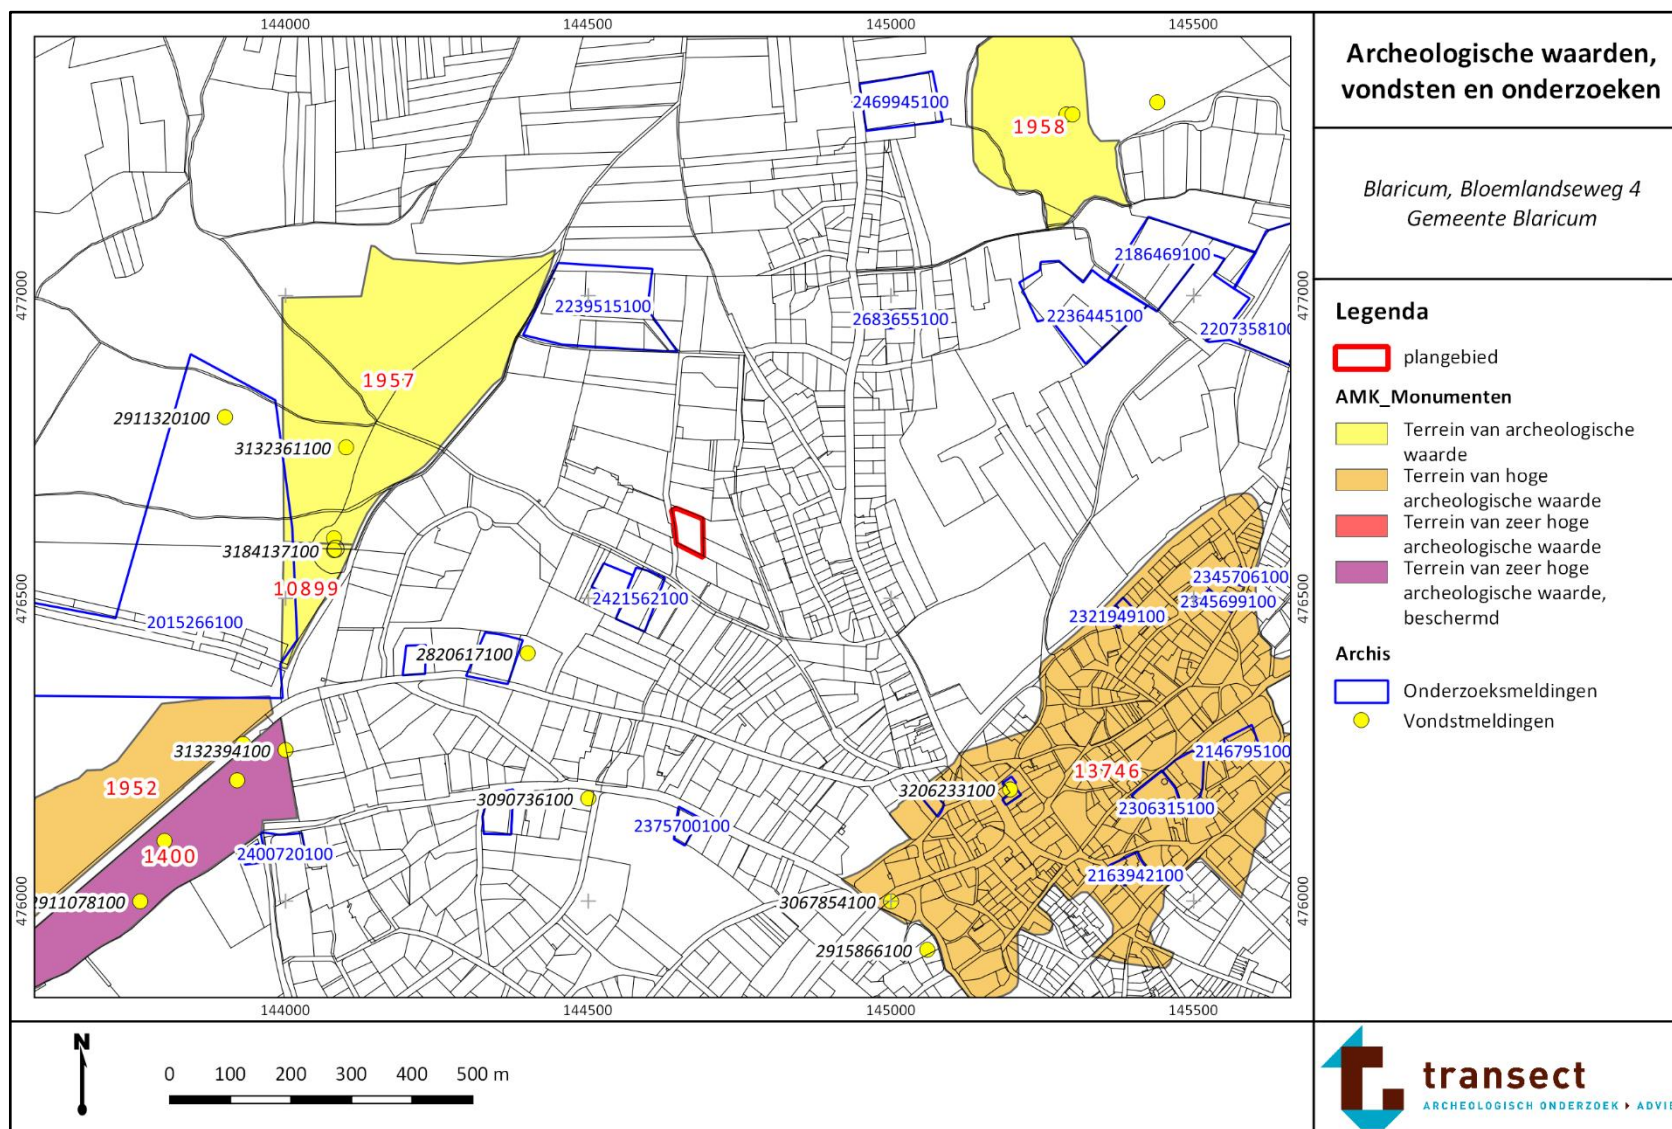 144000 144500 145000 145500
Archeologische waarden,
vondsten en onderzoeken
Blaricum, Bloemlandseweg 4
Gemeente Blaricum
Legenda
plangebied
AMK_Monumenten
Terrein van archeologische
waarde
Terrein van hoge
archeologische waarde
Terrein van zeer hoge
archeologische waarde
Terrein van zeer hoge
archeologische waarde,
beschermd
Archis
Onderzoeksmeldingen
Vondstmeldingen
2469945100
1958
2186469100
477000
477000
2239515100
2683655100
2236445100
2207358100
1957
2911320100
3132361100
3184137100
10899
476500
476500
2421562100
2345706100
2345699100
2321949100
2015266100
2820617100
3132394100
2146795100
13746
1952
3206233100
3090736100
2306315100
2375700100
1400
2400720100
2163942100
2911078100
3067854100
476000
476000
2915866100
144000 144500 145000 145500
N
0 100 200 300 400 500 m
transect
ARCHEOLOGISCH ONDERZOEK ▸ ADVIE